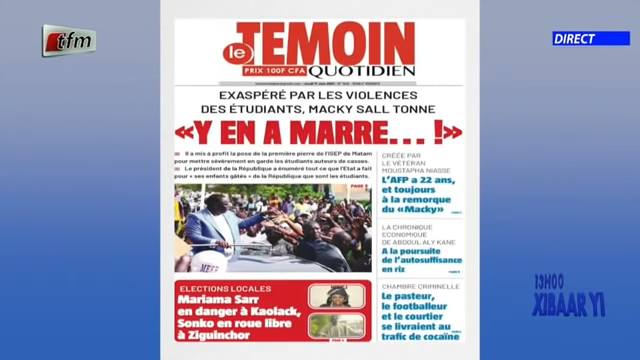 tfm
DIRECT
le TEMOIN
PRIX 100F CFA QUOTIDIEN
EXASPÉRÉ PAR LES VIOLENCES
DES ÉTUDIANTS, MACKY SALL TONNE
«Y EN A MARRE... !»
Il a mis à profit la pose de la première pierre de l'ISEP de Matam
pour mettre sévèrement en garde les étudiants auteurs de casses.
Le président de la République a énuméré tout ce que l'Etat a fait
pour « ses enfants gâtés » de la République que sont les étudiants.
PAGE 3
CRÉÉE PAR
LE VÉTÉRAN
MOUSTAPHA NIASSE
L'AFP a 22 ans,
et toujours
à la remorque
du «Macky»
LA CHRONIQUE
ECONOMIQUE
DE ABDOUL ALY KANE
A la poursuite
de l'autosuffisance
en riz
ELECTIONS LOCALES
Mariama Sarr
en danger à Kaolack,
Sonko en roue libre
à Ziguinchor
CHAMBRE CRIMINELLE
Le pasteur,
le footballeur
et le courtier
se livraient au
trafic de cocaïne
13H00
XIBAAR YI